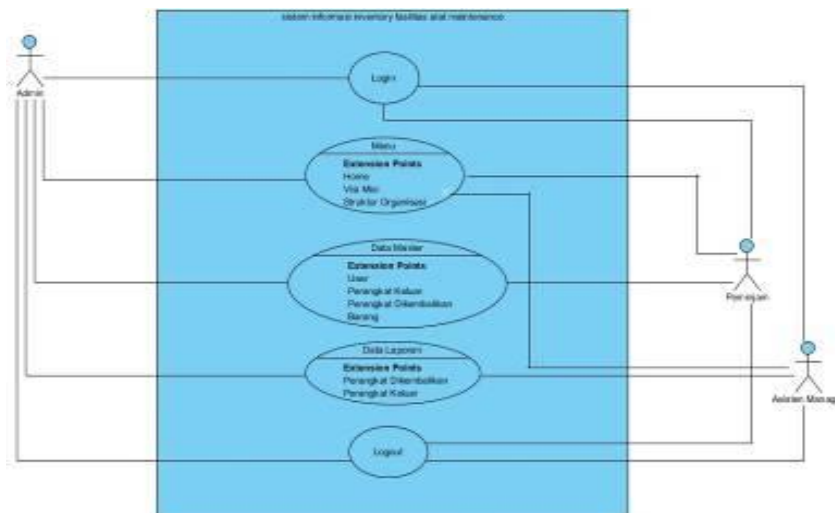 sistem informasi inventory fasilitas alat maintenance
Admin
Login
Menu
Extension Points
Home
Visi Misi
Struktur Organisasi
Data Master
Extension Points
User
Perangkat Keluar
Perangkat Dikembalikan
Barang
Peminjam
Data Laporan
Extension Points
Perangkat Dikembalikan
Perangkat Keluar
Asisten Manag
Logout